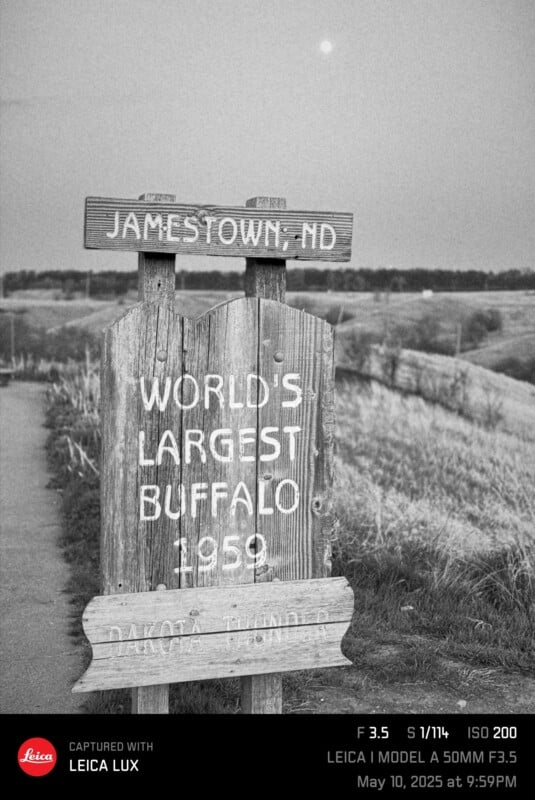 JAMESTOWN, ND
WORLD'S
LARGEST
BUFFALO
1959
DAKOTA THUNDER
Leica
CAPTURED WITH
LEICA LUX
F 3.5 S 1/114 ISO 200
LEICA I MODEL A 50MM F3.5
May 10, 2025 at 9:59PM